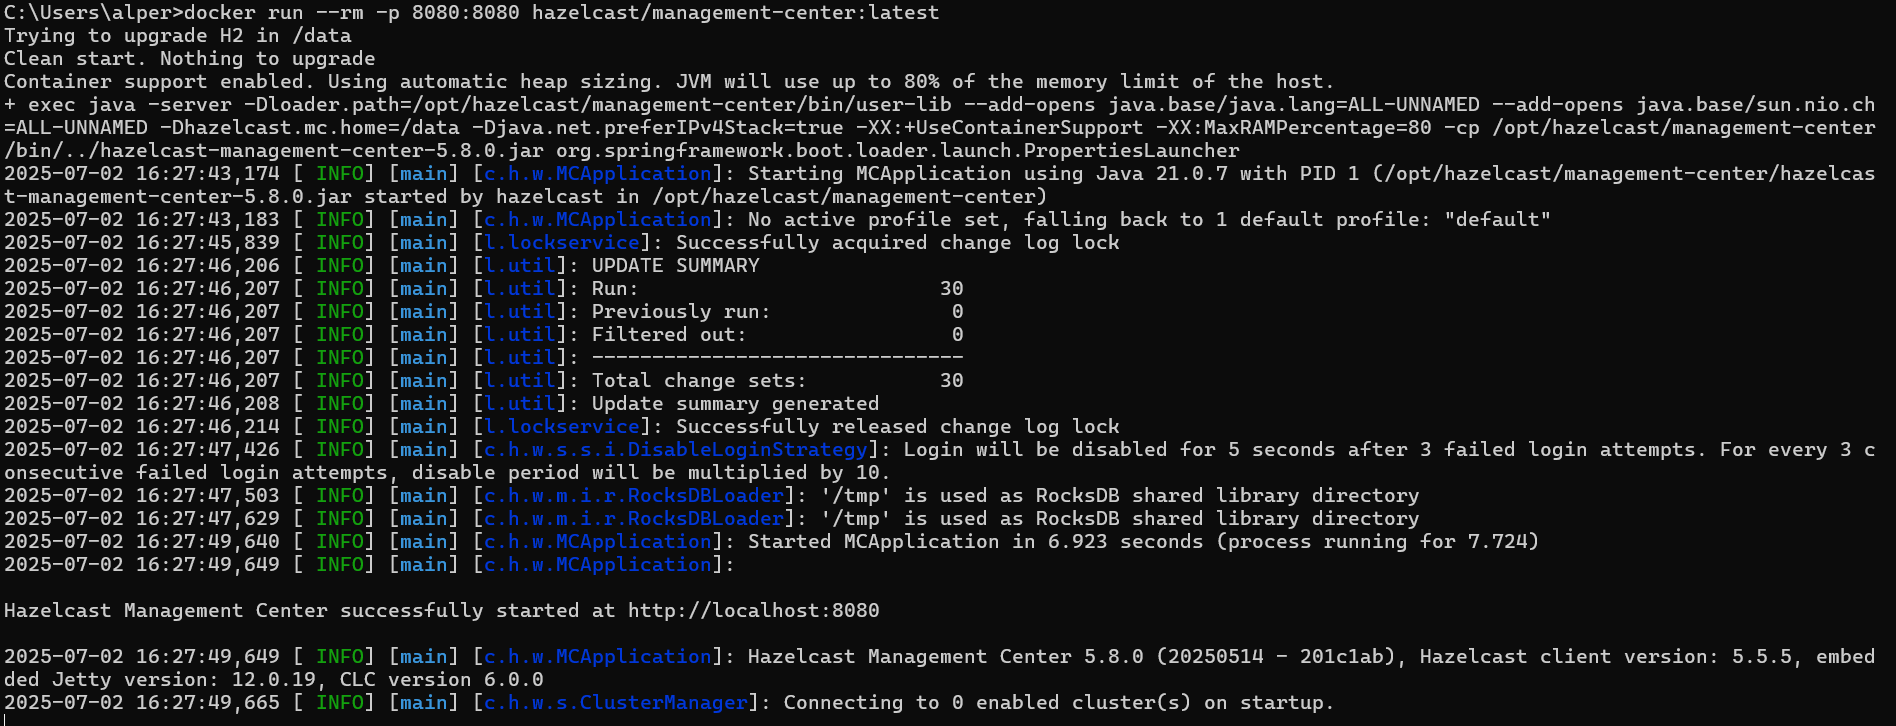 C:\Users\alper>docker run --rm -p 8080:8080 hazelcast/management-center:latest
Trying to upgrade H2 in /data
Clean start. Nothing to upgrade
Container support enabled. Using automatic heap sizing. JVM will use up to 80% of the memory limit of the host.
+ exec java -server -Dloader.path=/opt/hazelcast/management-center/bin/user-lib --add-opens java.base/java.lang=ALL-UNNAMED --add-opens java.base/sun.nio.ch
=ALL-UNNAMED -Dhazelcast.mc.home=/data -Djava.net.preferIPv4Stack=true -XX:+UseContainerSupport -XX:MaxRAMPercentage=80 -cp /opt/hazelcast/management-center
/bin/../hazelcast-management-center-5.8.0.jar org.springframework.boot.loader.launch.PropertiesLauncher
2025-07-02 16:27:43,174 [ INFO] [main] [c.h.w.MCApplication]: Starting MCApplication using Java 21.0.7 with PID 1 (/opt/hazelcast/management-center/hazelcas
t-management-center-5.8.0.jar started by hazelcast in /opt/hazelcast/management-center)
2025-07-02 16:27:43,183 [ INFO] [main] [c.h.w.MCApplication]: No active profile set, falling back to 1 default profile: "default"
2025-07-02 16:27:45,839 [ INFO] [main] [l.lockservice]: Successfully acquired change log lock
2025-07-02 16:27:46,206 [ INFO] [main] [l.util]: UPDATE SUMMARY
2025-07-02 16:27:46,207 [ INFO] [main] [l.util]: Run:                         30
2025-07-02 16:27:46,207 [ INFO] [main] [l.util]: Previously run:               0
2025-07-02 16:27:46,207 [ INFO] [main] [l.util]: Filtered out:                 0
2025-07-02 16:27:46,207 [ INFO] [main] [l.util]: -------------------------------
2025-07-02 16:27:46,207 [ INFO] [main] [l.util]: Total change sets:           30
2025-07-02 16:27:46,208 [ INFO] [main] [l.util]: Update summary generated
2025-07-02 16:27:46,214 [ INFO] [main] [l.lockservice]: Successfully released change log lock
2025-07-02 16:27:47,426 [ INFO] [main] [c.h.w.s.s.i.DisableLoginStrategy]: Login will be disabled for 5 seconds after 3 failed login attempts. For every 3 c
onsecutive failed login attempts, disable period will be multiplied by 10.
2025-07-02 16:27:47,503 [ INFO] [main] [c.h.w.m.i.r.RocksDBLoader]: '/tmp' is used as RocksDB shared library directory
2025-07-02 16:27:47,629 [ INFO] [main] [c.h.w.m.i.r.RocksDBLoader]: '/tmp' is used as RocksDB shared library directory
2025-07-02 16:27:49,640 [ INFO] [main] [c.h.w.MCApplication]: Started MCApplication in 6.923 seconds (process running for 7.724)
2025-07-02 16:27:49,649 [ INFO] [main] [c.h.w.MCApplication]:
Hazelcast Management Center successfully started at http://localhost:8080
2025-07-02 16:27:49,649 [ INFO] [main] [c.h.w.MCApplication]: Hazelcast Management Center 5.8.0 (20250514 - 201c1ab), Hazelcast client version: 5.5.5, embed
ded Jetty version: 12.0.19, CLC version 6.0.0
2025-07-02 16:27:49,665 [ INFO] [main] [c.h.w.s.ClusterManager]: Connecting to 0 enabled cluster(s) on startup.